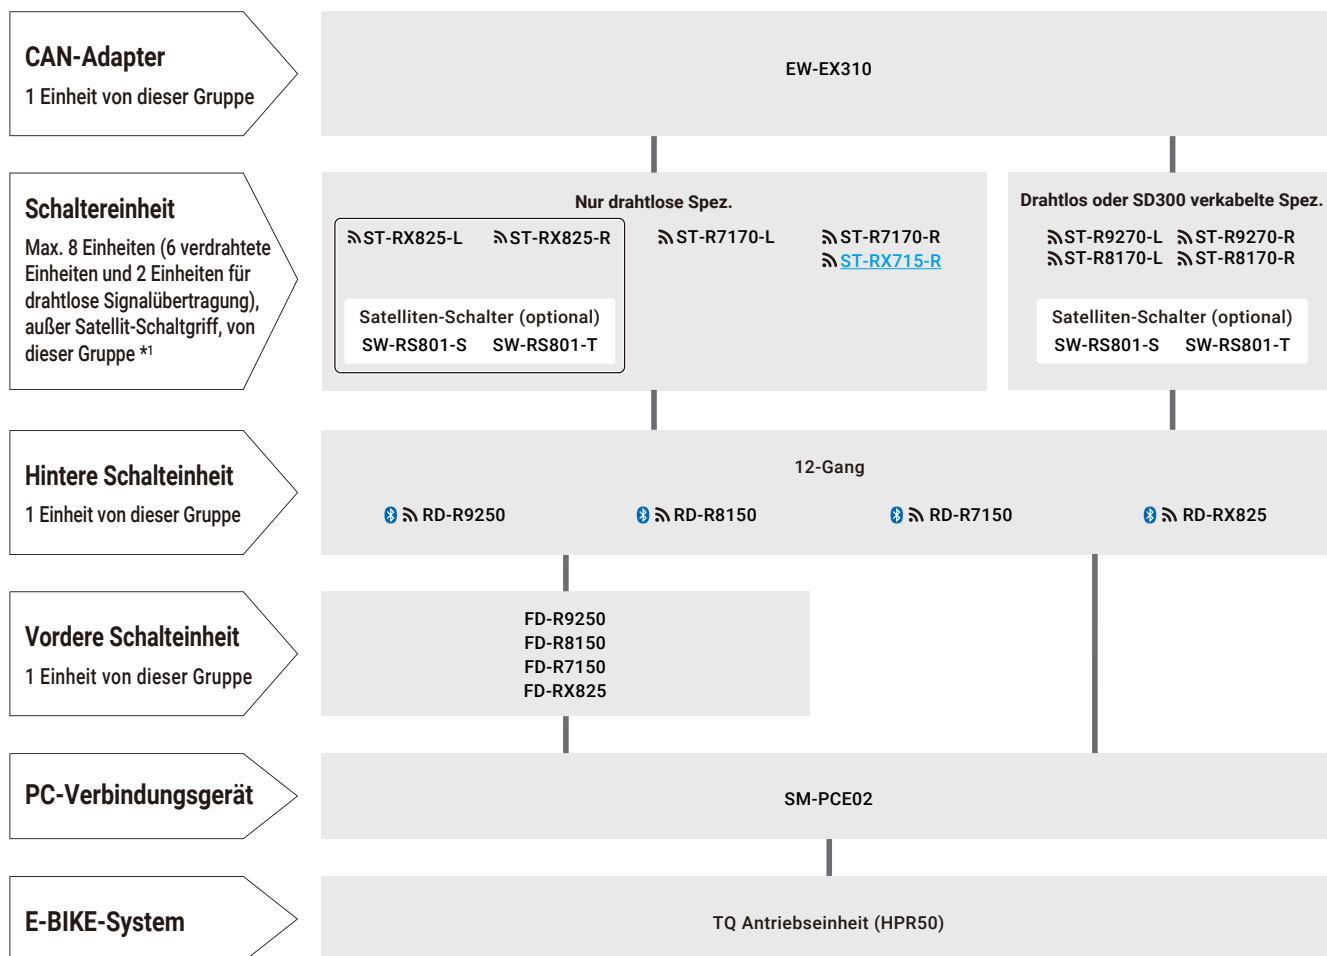 CAN-Adapter
1 Einheit von dieser Gruppe
EW-EX310
Schaltereinheit
Max. 8 Einheiten (6 verdrahtete
Einheiten und 2 Einheiten für
drahtlose Signalübertragung),
außer Satellit-Schaltgriff, von
dieser Gruppe *1
Nur drahtlose Spez.
ST-RX825-L ST-RX825-R ST-R7170-L ST-R7170-R
ST-RX715-R
Satelliten-Schalter (optional)
SW-RS801-S SW-RS801-T
Drahtlos oder SD300 verkabelte Spez.
ST-R9270-L ST-R9270-R
ST-R8170-L ST-R8170-R
Satelliten-Schalter (optional)
SW-RS801-S SW-RS801-T
Hintere Schalteinheit
1 Einheit von dieser Gruppe
12-Gang
RD-R9250 RD-R8150 RD-R7150 RD-RX825
Vordere Schalteinheit
1 Einheit von dieser Gruppe
FD-R9250
FD-R8150
FD-R7150
FD-RX825
PC-Verbindungsgerät
SM-PCE02
E-BIKE-System
TQ Antriebseinheit (HPR50)